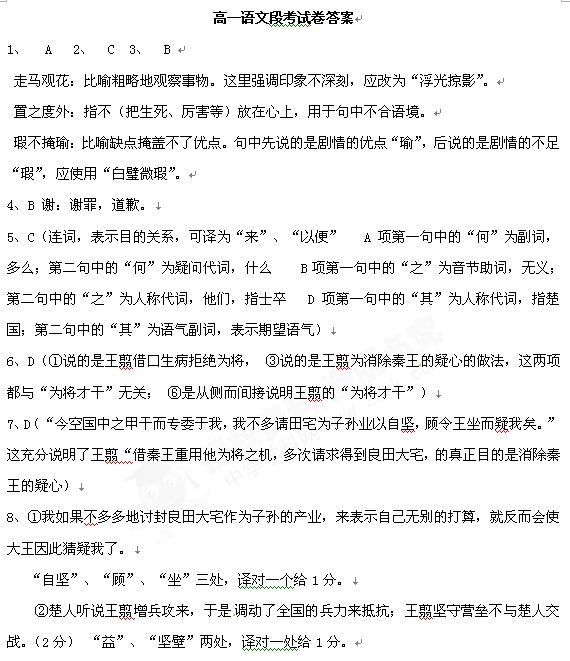 高一语文段考试卷答案
1、 A 2、 C 3、 B
走马观花：比喻粗略地观察事物。这里强调印象不深刻，应改为“浮光掠影”。
置之度外：指不（把生死、厉害等）放在心上，用于句中不合语境。
瑕不掩瑜：比喻缺点掩盖不了优点。句中先说的是剧情的优点“瑜”，后说的是剧情的不足
“瑕”，应使用“白璧微瑕”。
4、B 谢：谢罪，道歉。
5、C（连词，表示目的关系，可译为“来”、“以便” A 项第一句中的“何”为副词，
多么；第二句中的“何”为疑问代词，什么 B项第一句中的“之”为音节助词，无义；
第二句中的“之”为人称代词，他们，指士卒 D 项第一句中的“其”为人称代词，指楚
国；第二句中的“其”为语气副词，表示期望语气）
6、D（①说的是王翦借口生病拒绝为将， ③说的是王翦为消除秦王的疑心的做法，这两项
都与“为将才干”无关； ⑥是从侧而间接说明王翦的“为将才干”）
7、D（“今空国中之甲干而专委于我，我不多请田宅为子孙业以自坚，顾令王坐而疑我矣。”
这充分说明了王翦“借秦王重用他为将之机，多次请求得到良田大宅，的真正目的是消除秦
王的疑心）
8、①我如果不多多地讨封良田大宅作为子孙的产业，来表示自己无别的打算，就反而会使
大王因此猜疑我了。
“自坚”、“顾”、“坐”三处，译对一个给 1 分。
②楚人听说王翦增兵攻来，于是调动了全国的兵力来抵抗；王翦坚守营垒不与楚人交
战。（2 分） “益”、“坚壁”两处，译对一处给 1 分。